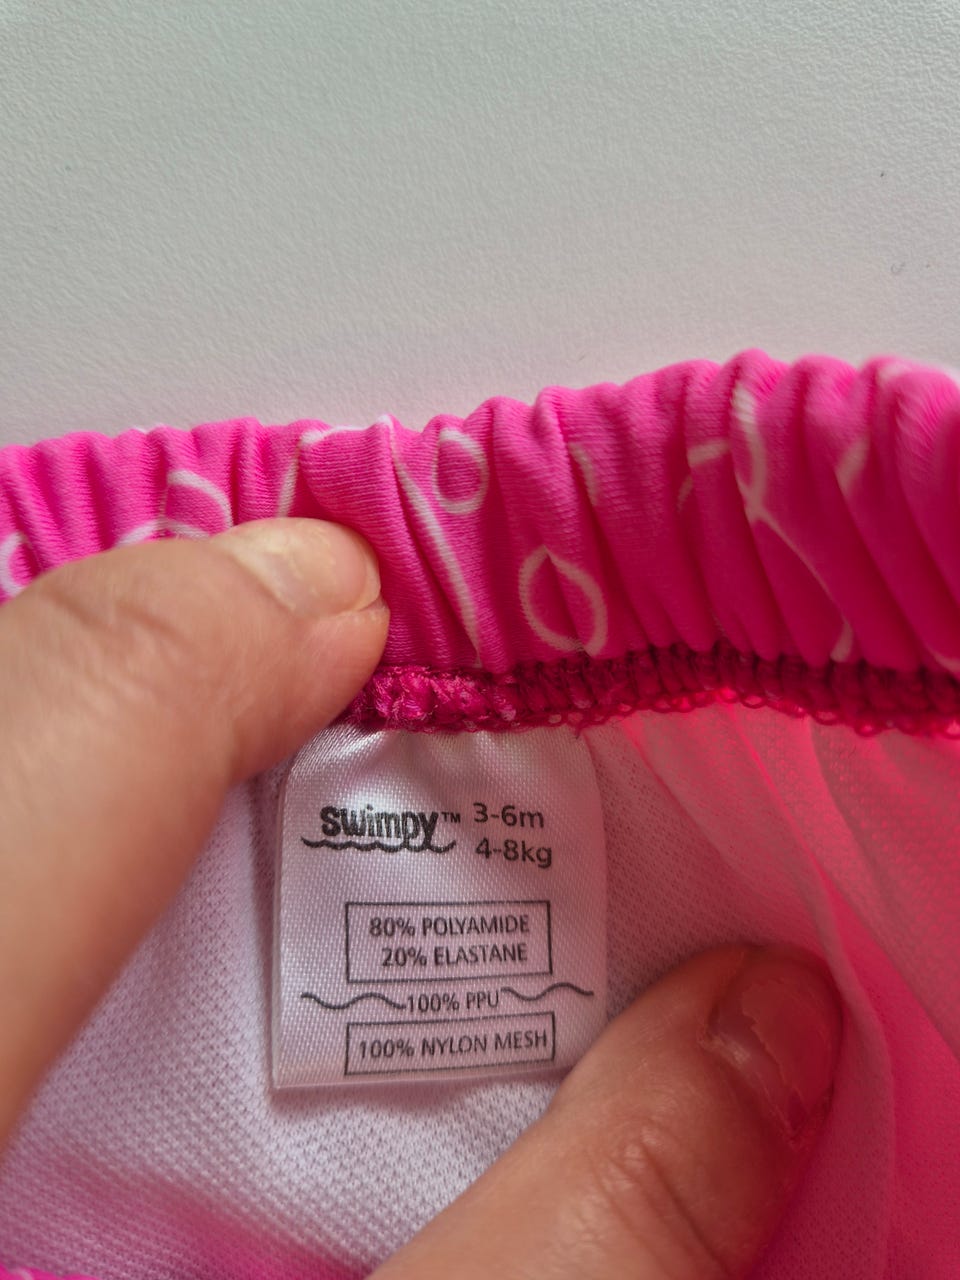 swimpy™ 3-6m
4-8kg
80% POLYAMIDE
20% ELASTANE
100% PPU
100% NYLON MESH